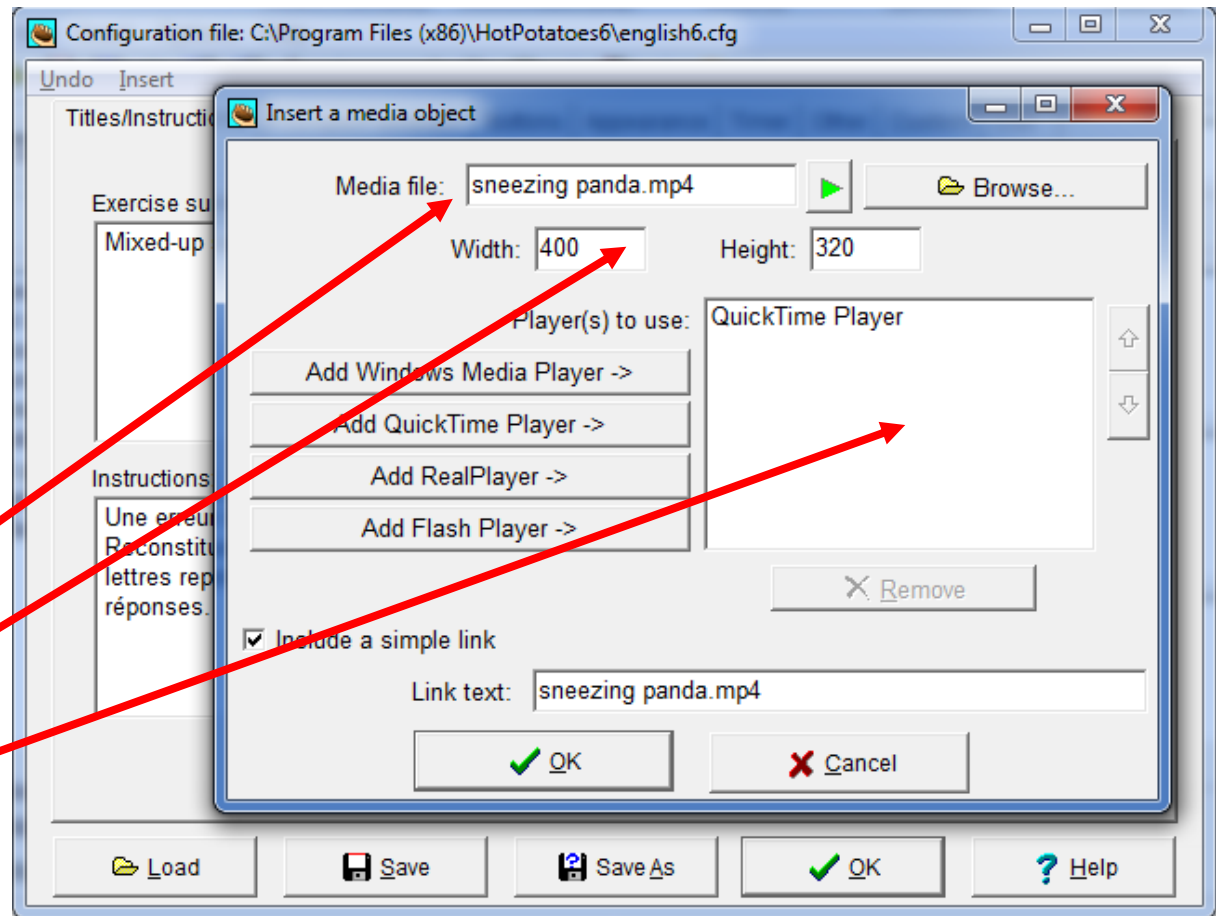 Configuration file: C:\Program Files (x86)\HotPotatoes6\english6.cfg
Undo Insert
Insert a media object
Media file: sneezing panda.mp4 Browse...
Exercise su
Mixed-up
Width: 400 Height: 320
Player(s) to use: QuickTime Player
Add Windows Media Player ->
Add QuickTime Player ->
Add RealPlayer ->
Add Flash Player ->
Instructions
Une erreu
Reconstitu
lettres rep
réponses.
Remove
Include a simple link
Link text: sneezing panda.mp4
OK Cancel
Load Save Save As OK Help